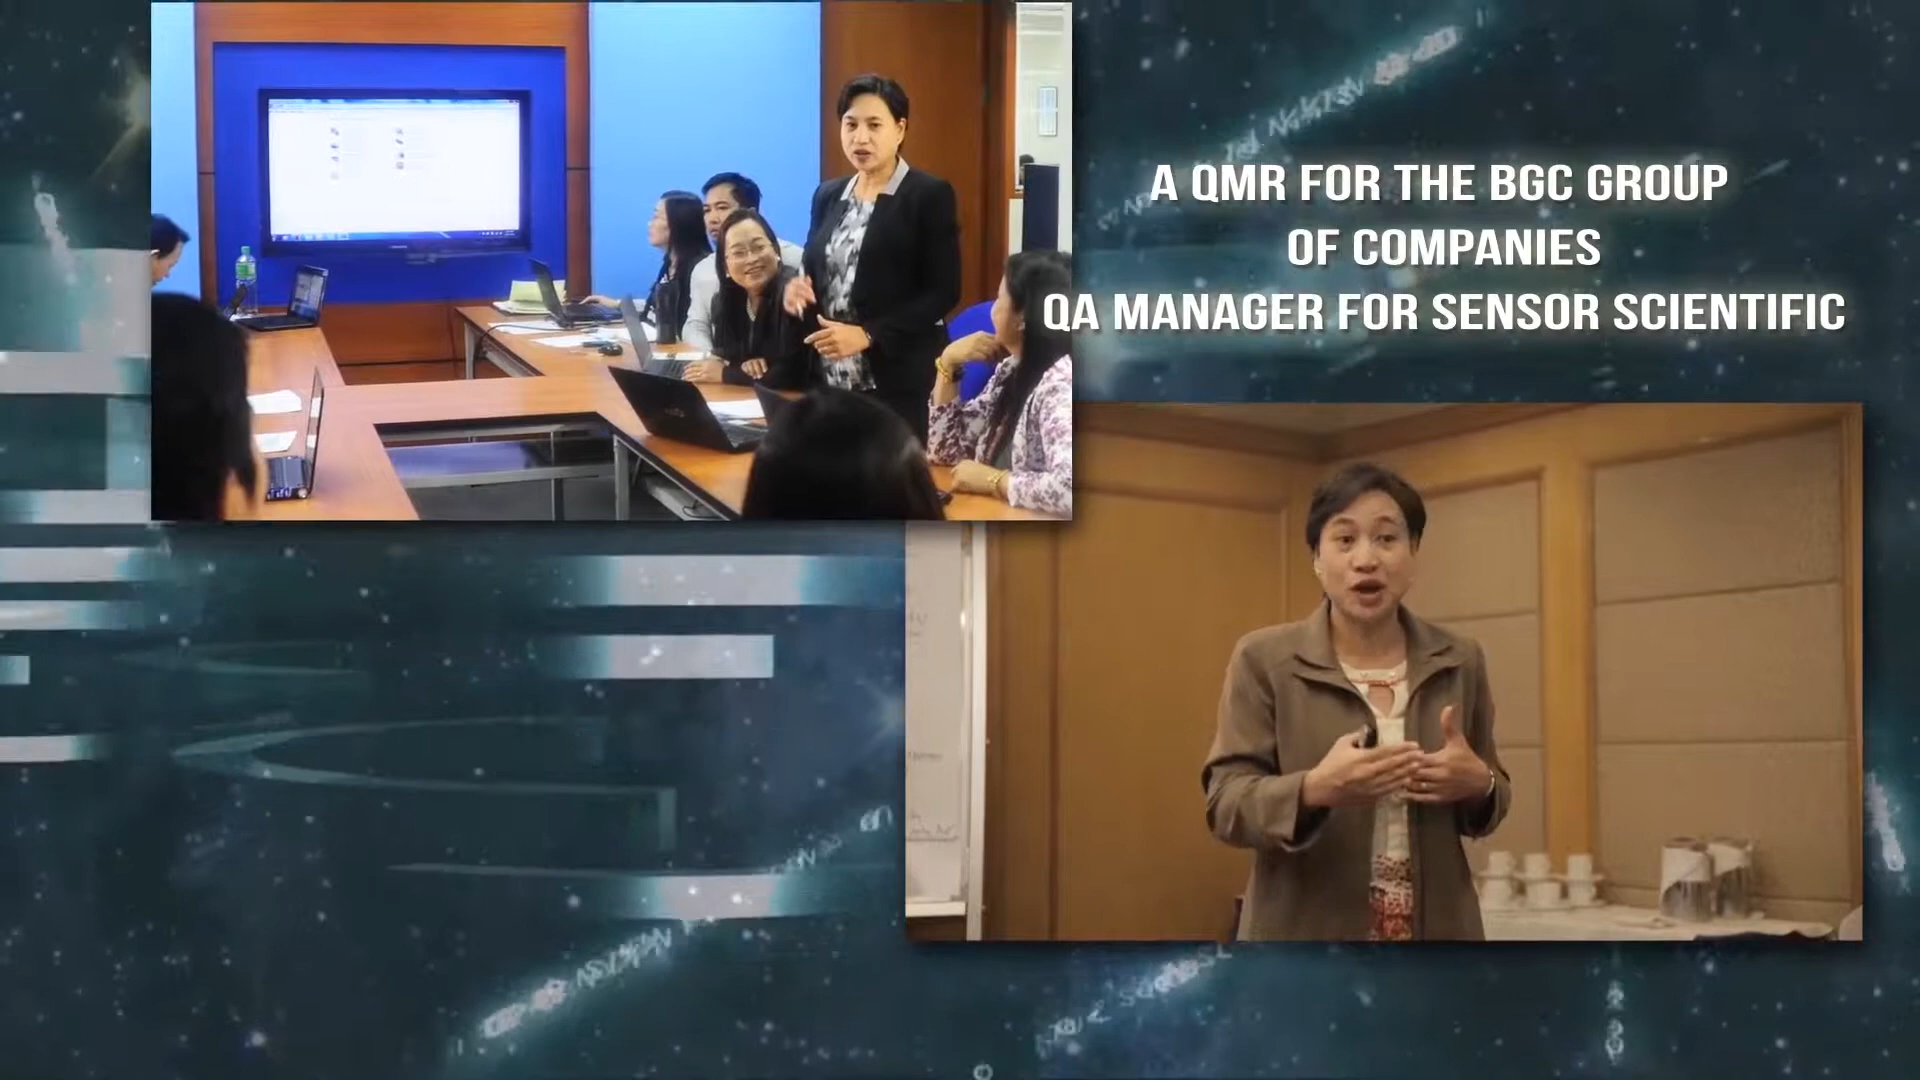 A QMR FOR THE BGC GROUP
OF COMPANIES
QA MANAGER FOR SENSOR SCIENTIFIC